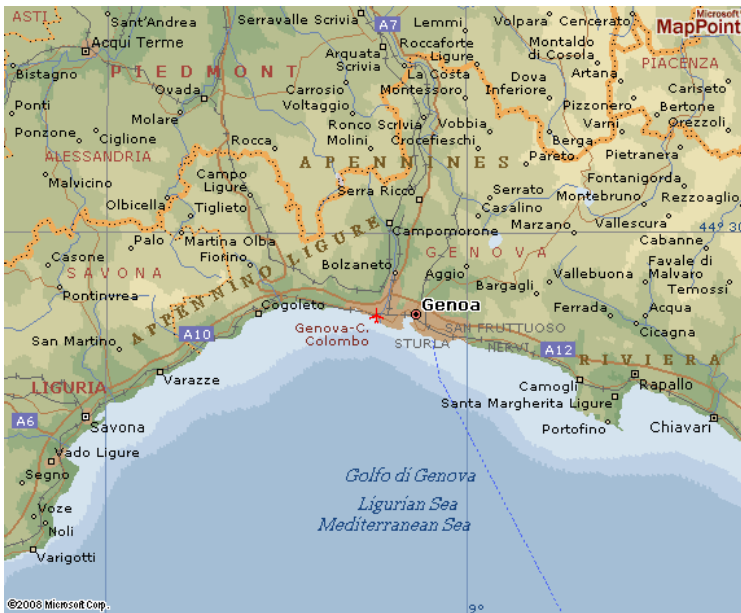 ASTI
Sant'Andrea
Serravalle Scrivia
A7
Lemmi
Volpara
Cencerato
Microsoft
MapPoint
Acqui Terme
Arquata
Scrivia
Roccaforte
Ligure
Montaldo
di Cosola
PIACENZA
Bistagno
PIEDMONT
La Costa
Dova
Inferiore
Artana
Cariseto
Ovada
Carrosio
Montessoro
Pizzonero
Bertone
Ponti
Voltaggio
Orezzoli
Molare
Ronco Scrivia
Vobbia
Varni
Ponzone
Ciglione
Rocca
Molini
Crocefieschi
Berga
Pietranera
ALESSANDRIA
APENNINES
Pareto
Fontanigorda
Malvicino
Campo
Ligure
Serra Ricco
Serrato
Montebruno
Rezzoaglio
Olbicella
Tiglieto
Casalino
Vallescura
Palo
Martina Olba
Campomorone
Marzano
44° 30
Casone
Fiorino
GENOVA
Cabanne
SAVONA
APPENNINO LIGURE
Bolzaneto
Aggio
Vallebuona
Favale di
Malvaro
Pontinvrea
Bargagli
Temossi
Cogoleto
Genoa
Ferrada
Acqua
A10
Genova-C.
Colombo
SAN FRUTTUOSO
Cicagna
San Martino
STURLA
NERVI
A12
RIVIERA
LIGURIA
Varazze
Camogli
Rapallo
A6
Santa Margherita Ligure
Savona
Portofino
Chiavari
Vado Ligure
Segno
Golfo di Genova
Voze
Ligurian Sea
Noli
Mediterranean Sea
Varigotti
©2008 Microsoft Corp.
9°